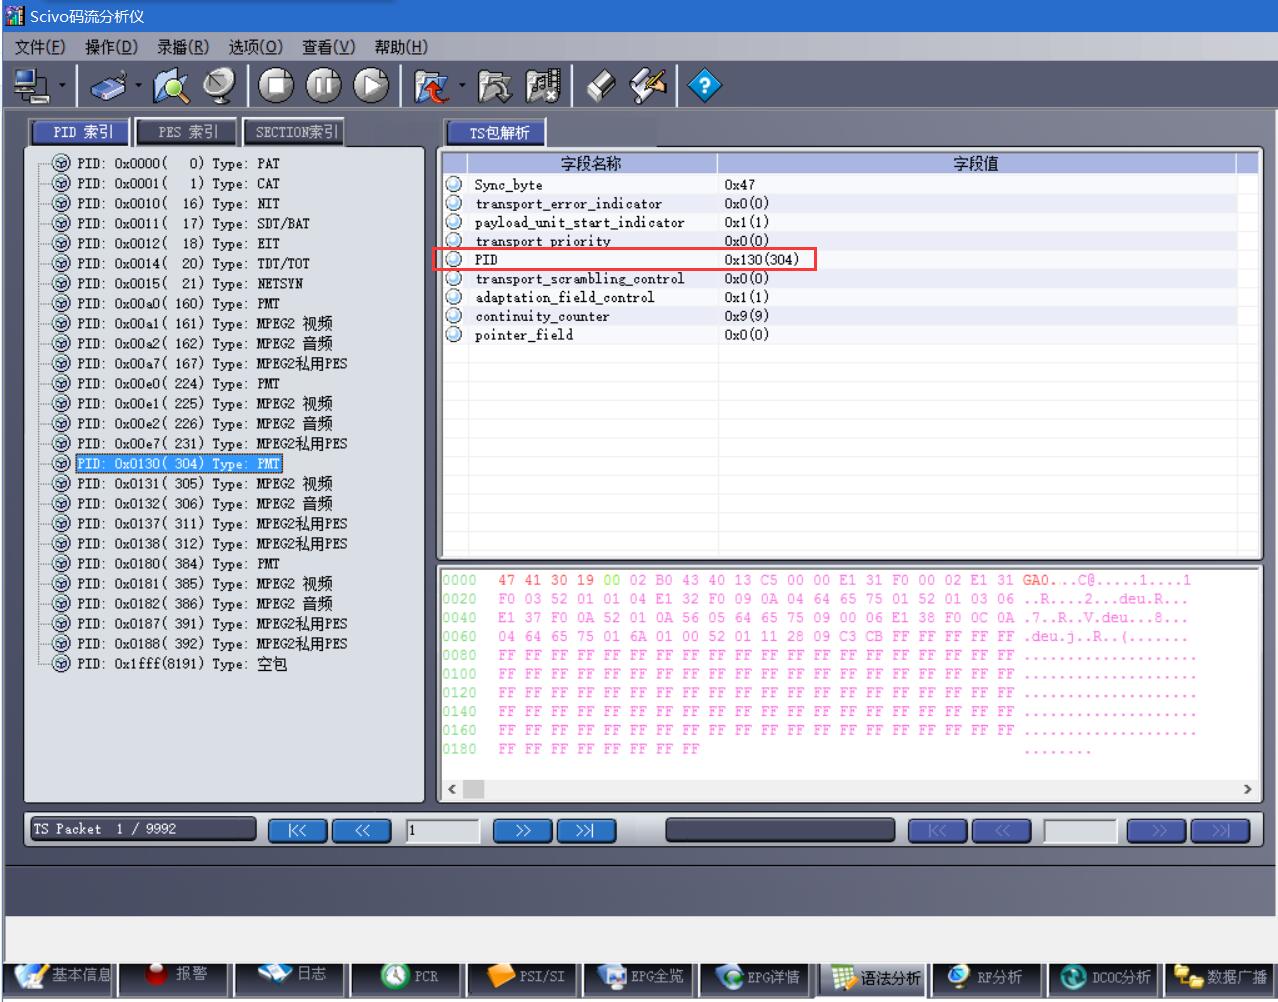 Scivo码流分析仪
文件(F) 操作(D) 录播(R) 选项(O) 查看(V) 帮助(H)
PID 索引 PES 索引 SECTION索引
PID: 0x0000( 0) Type: PAT
PID: 0x0001( 1) Type: CAT
PID: 0x0010( 16) Type: NIT
PID: 0x0011( 17) Type: SDT/BAT
PID: 0x0012( 18) Type: EIT
PID: 0x0014( 20) Type: TDT/TOT
PID: 0x0015( 21) Type: NETSYN
PID: 0x00a0( 160) Type: PMT
PID: 0x00a1( 161) Type: MPEG2 视频
PID: 0x00a2( 162) Type: MPEG2 音频
PID: 0x00a7( 167) Type: MPEG2私用PES
PID: 0x00e0( 224) Type: PMT
PID: 0x00e1( 225) Type: MPEG2 视频
PID: 0x00e2( 226) Type: MPEG2 音频
PID: 0x00e7( 231) Type: MPEG2私用PES
PID: 0x0130( 304) Type: PMT
PID: 0x0131( 305) Type: MPEG2 视频
PID: 0x0132( 306) Type: MPEG2 音频
PID: 0x0137( 311) Type: MPEG2私用PES
PID: 0x0138( 312) Type: MPEG2私用PES
PID: 0x0180( 384) Type: PMT
PID: 0x0181( 385) Type: MPEG2 视频
PID: 0x0182( 386) Type: MPEG2 音频
PID: 0x0187( 391) Type: MPEG2私用PES
PID: 0x0188( 392) Type: MPEG2私用PES
PID: 0x1fff(8191) Type: 空包
TS包解析
字段名称 字段值
Sync_byte 0x47
transport_error_indicator 0x0(0)
payload_unit_start_indicator 0x1(1)
transport_priority 0x0(0)
PID 0x130(304)
transport_scrambling_control 0x0(0)
adaptation_field_control 0x1(1)
continuity_counter 0x9(9)
pointer_field 0x0(0)
0000 47 41 30 19 00 02 B0 43 40 13 C5 00 00 E1 31 F0 00 02 E1 31 GA0...C@.....1....1
0020 F0 03 52 01 01 04 E1 32 F0 09 0A 04 64 65 75 01 52 01 03 06 ..R....2...deu.R...
0040 E1 37 F0 0A 52 01 0A 56 05 64 65 75 09 00 06 E1 38 F0 0C 0A .7..R..V.deu...8...
0060 04 64 65 75 01 6A 01 00 52 01 11 28 09 C3 CB FF FF FF FF FF .deu.j..R..(.......
0080 FF FF FF FF FF FF FF FF FF FF FF FF FF FF FF FF FF FF FF FF ....................
0100 FF FF FF FF FF FF FF FF FF FF FF FF FF FF FF FF FF FF FF FF ....................
0120 FF FF FF FF FF FF FF FF FF FF FF FF FF FF FF FF FF FF FF FF ....................
0140 FF FF FF FF FF FF FF FF FF FF FF FF FF FF FF FF FF FF FF FF ....................
0160 FF FF FF FF FF FF FF FF FF FF FF FF FF FF FF FF FF FF FF FF ....................
0180 FF FF FF FF FF FF FF FF ........
TS Packet 1 / 9992 |<< << 1 >> >>| |<< << >> >>|
基本信息 报警 日志 PCR PSI/SI EPG全览 EPG详情 语法分析 RF分析 DCOC分析 数据广播